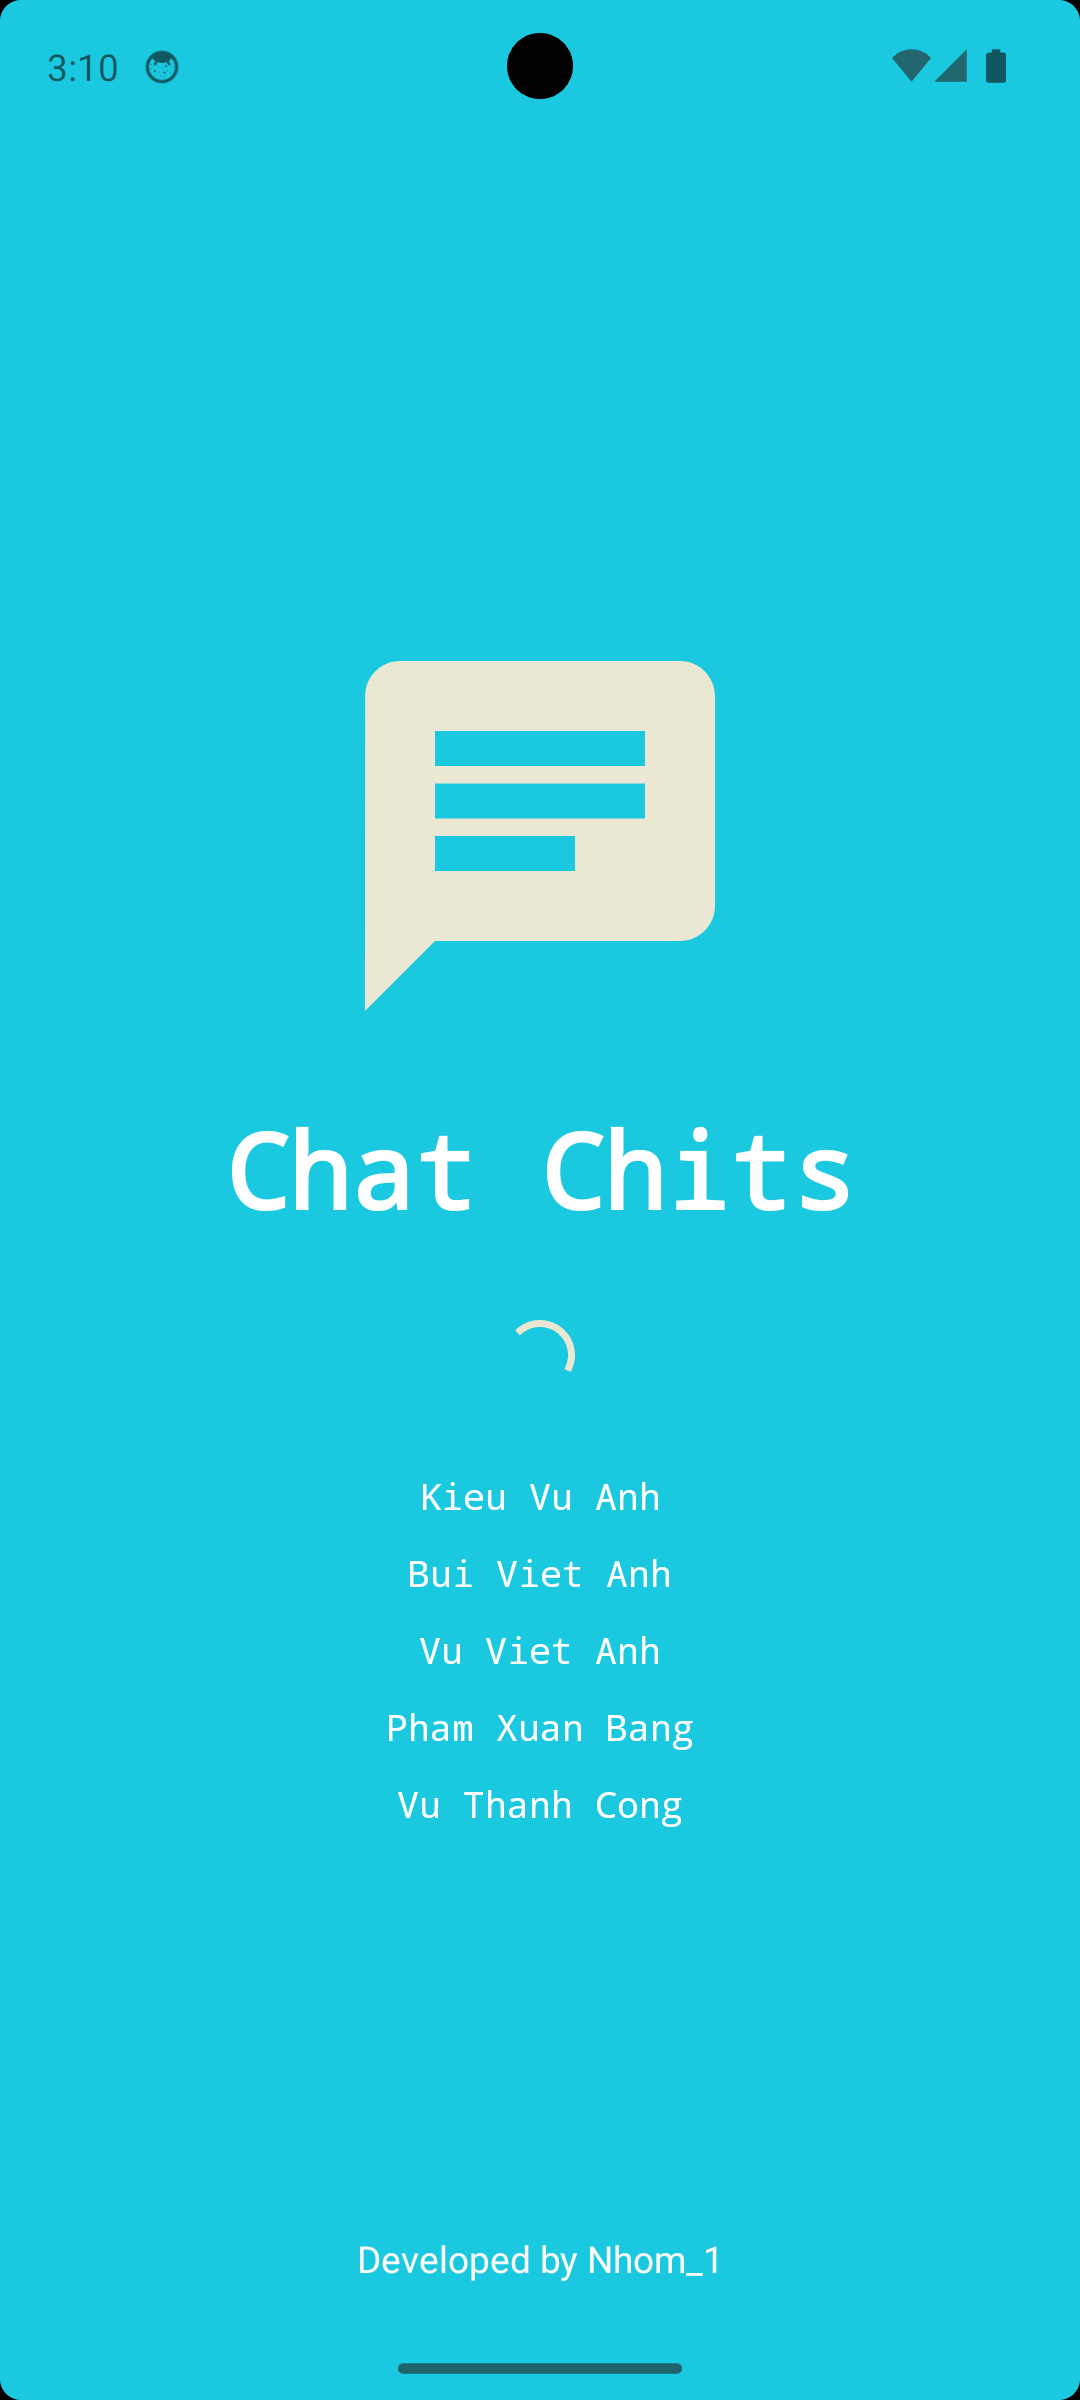 3:10
Chat Chits
Kieu Vu Anh
Bui Viet Anh
Vu Viet Anh
Pham Xuan Bang
Vu Thanh Cong
Developed by Nhom_1